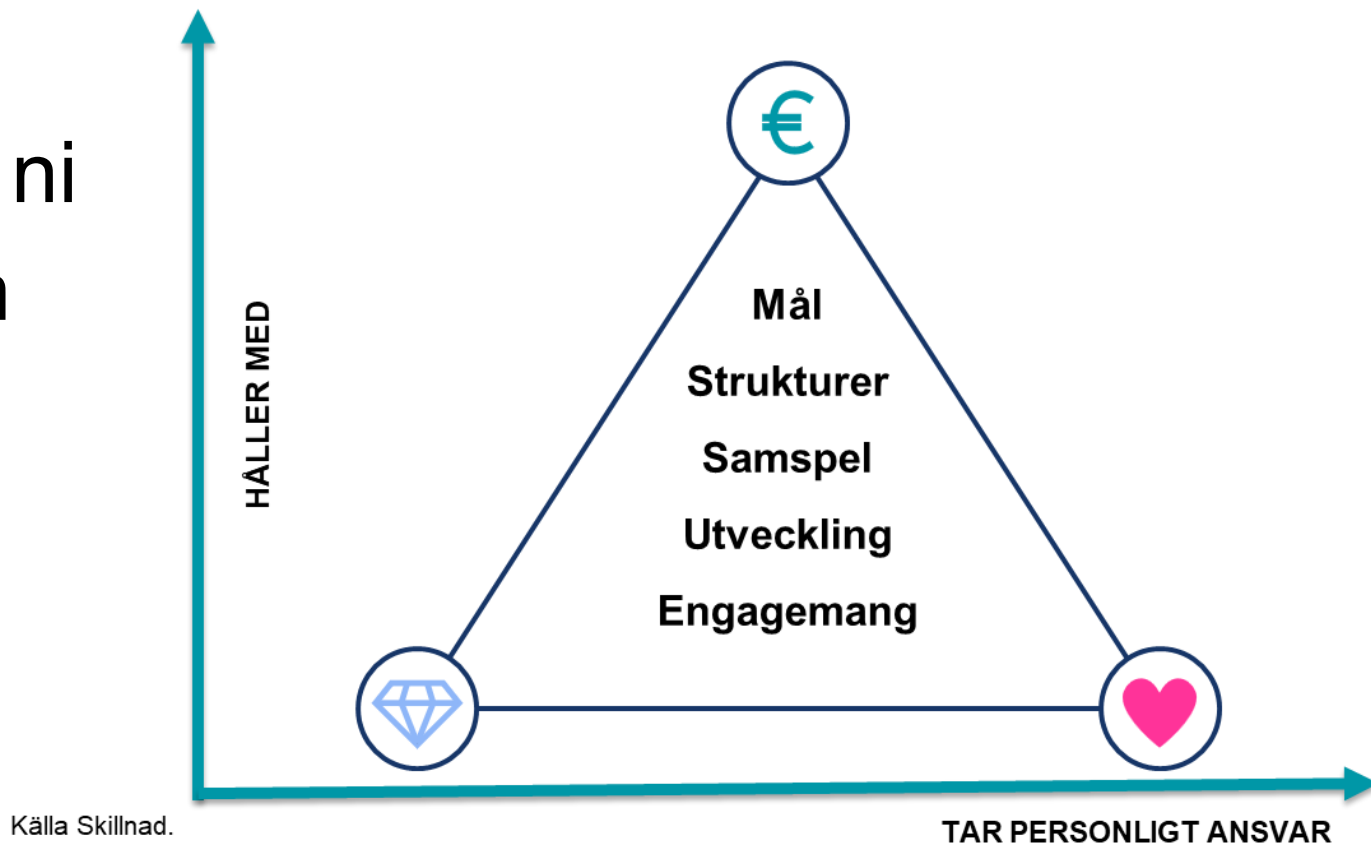 ni
HÅLLER MED
€
Mål
Strukturer
Samspel
Utveckling
Engagemang
Källa Skillnad.
TAR PERSONLIGT ANSVAR